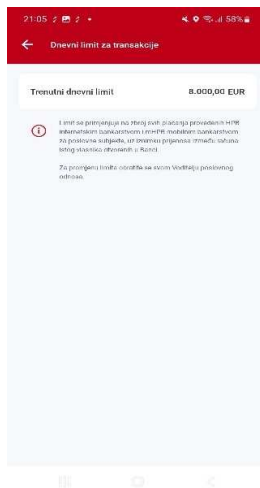 21:05
58%
Dnevni limit za transakcije
Trenutni dnevni limit 8.000,00 EUR
Limit se primjenjuje na zbroj svih plaćanja provedenih HPB
internetskim bankarstvom i mHPB mobilnim bankarstvom
za poslovne subjekte, uz iznimku prijenosa između računa
istog vlasnika otvorenih u Banci.
Za promjenu limita obratite se svom Voditelju poslovnog
odnosa.